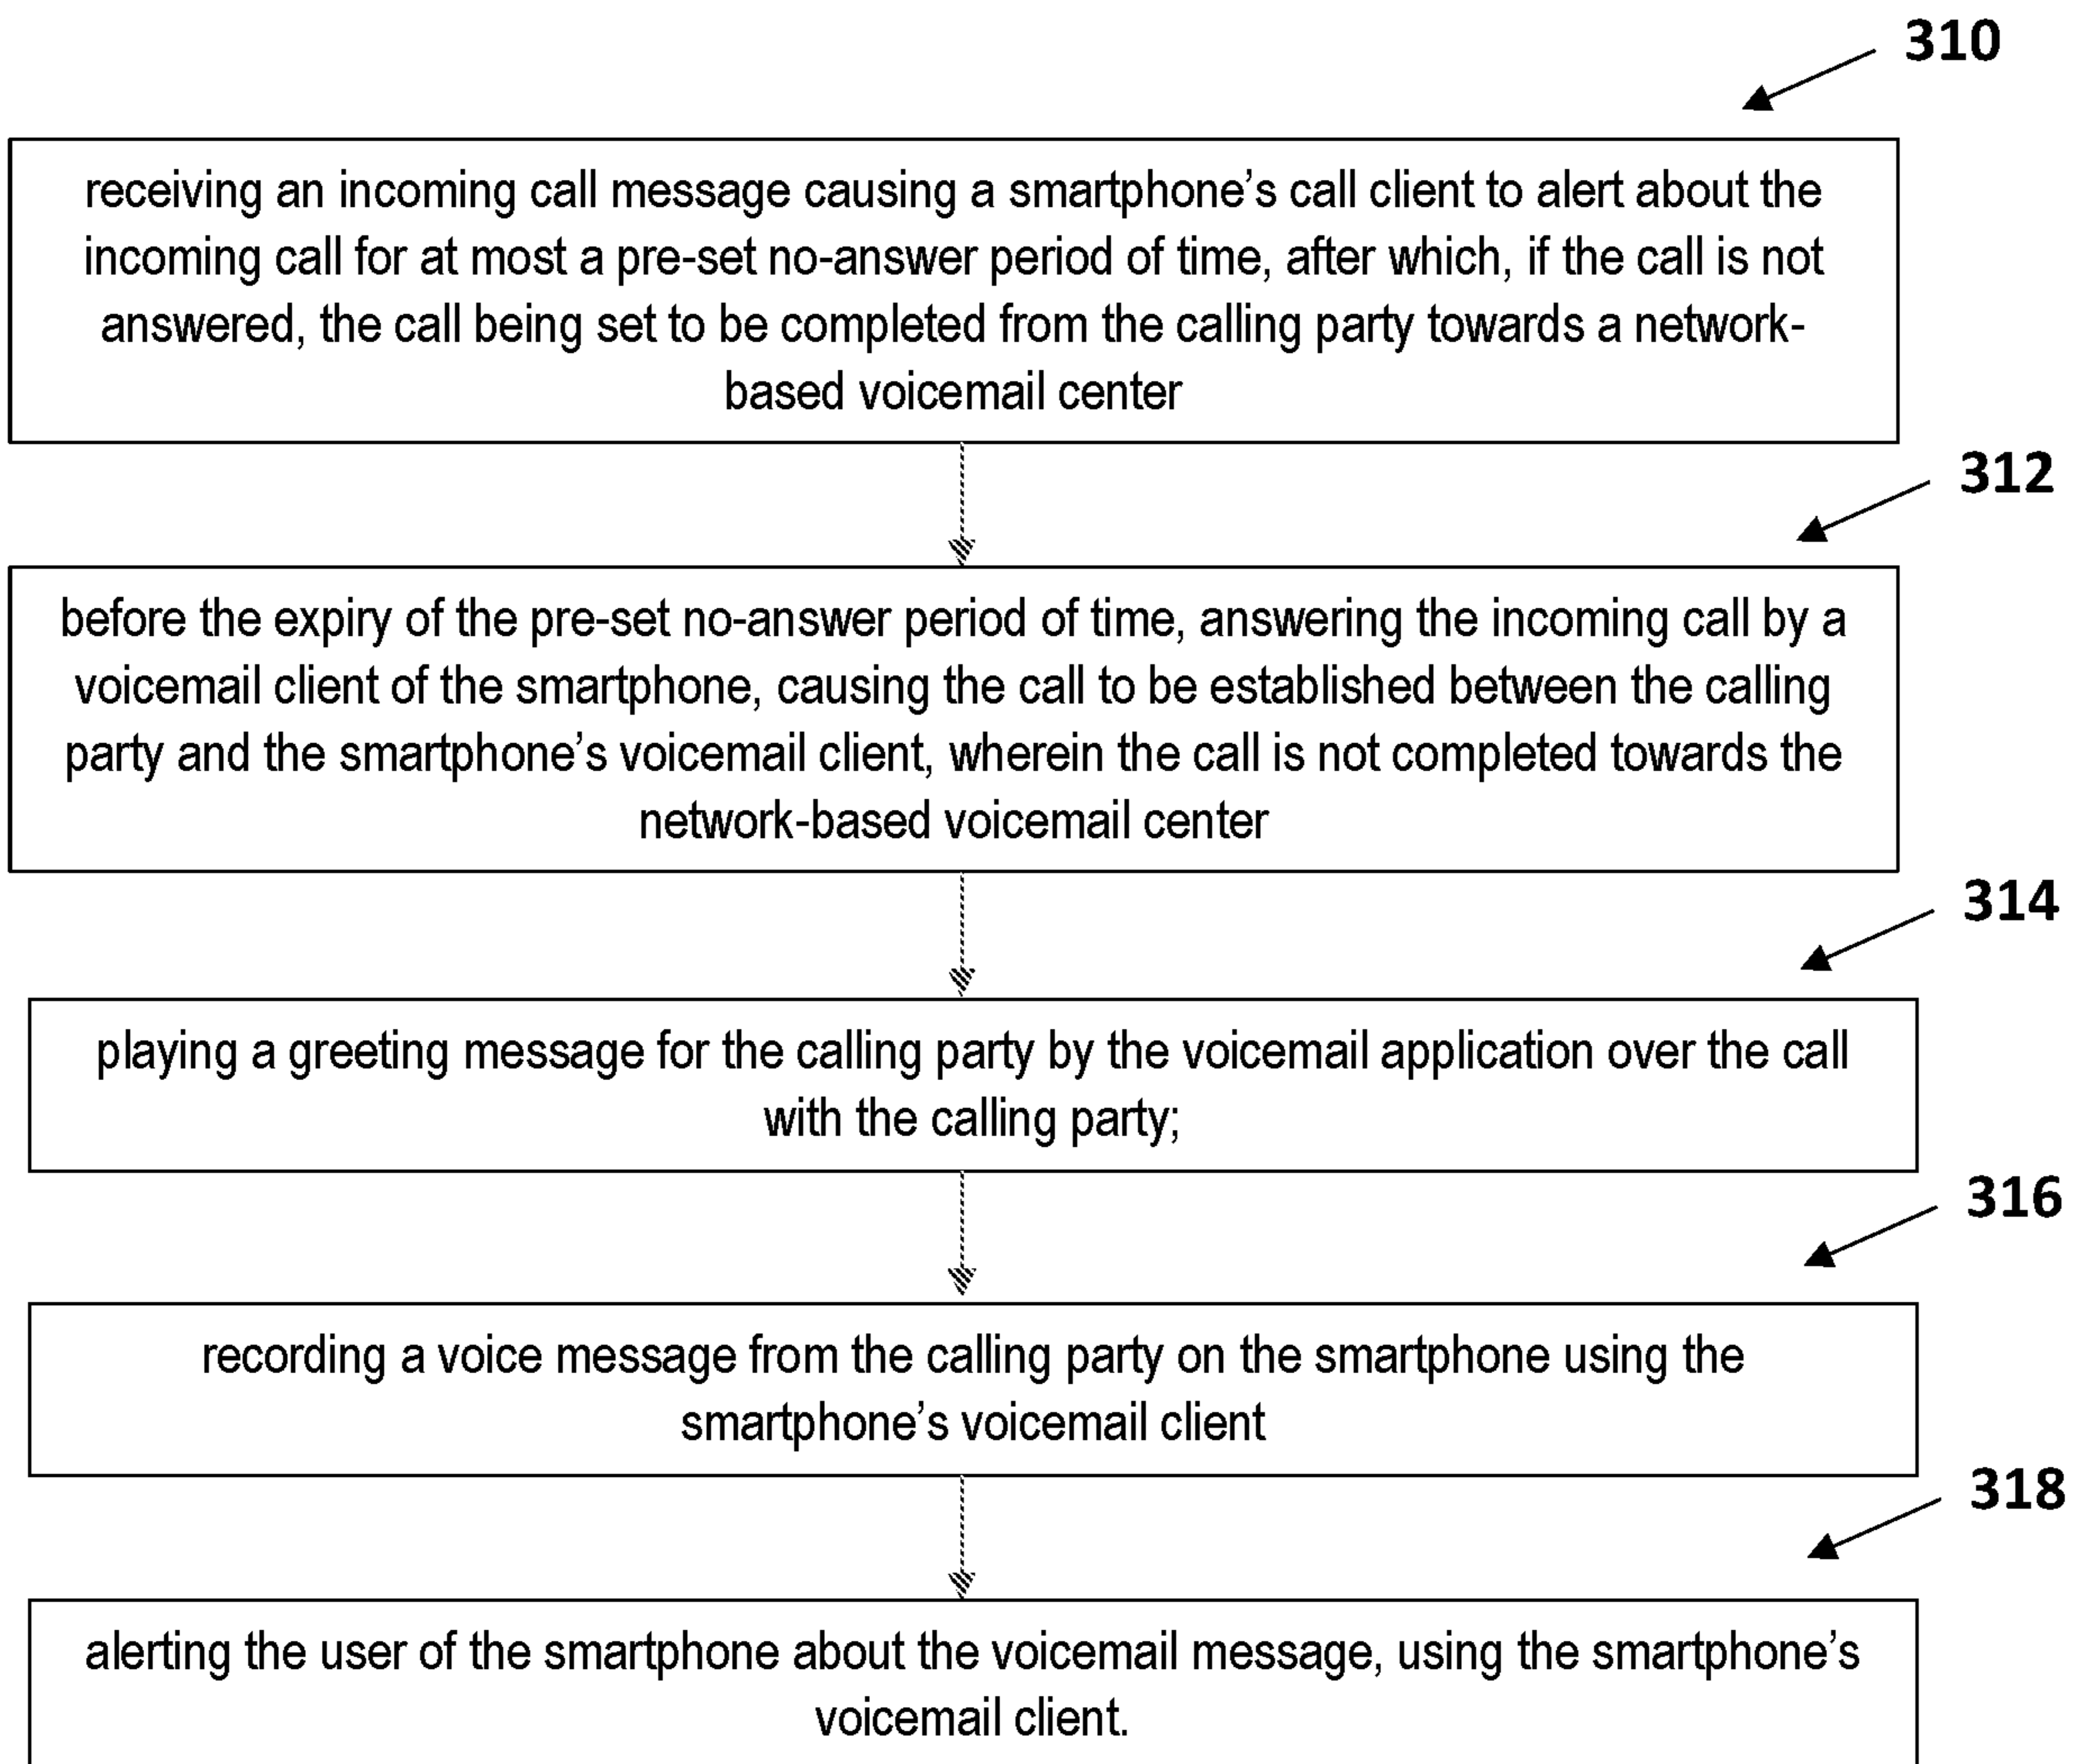 310
receiving an incoming call message causing a smartphone’s call client to alert about the
incoming call for at most a pre-set no-answer period of time, after which, if the call is not
answered, the call being set to be completed from the calling party towards a network-
based voicemail center
312
before the expiry of the pre-set no-answer period of time, answering the incoming call by a
voicemail client of the smartphone, causing the call to be established between the calling
party and the smartphone’s voicemail client, wherein the call is not completed towards the
network-based voicemail center
314
playing a greeting message for the calling party by the voicemail application over the call
with the calling party;
316
recording a voice message from the calling party on the smartphone using the
smartphone’s voicemail client
318
alerting the user of the smartphone about the voicemail message, using the smartphone’s
voicemail client.